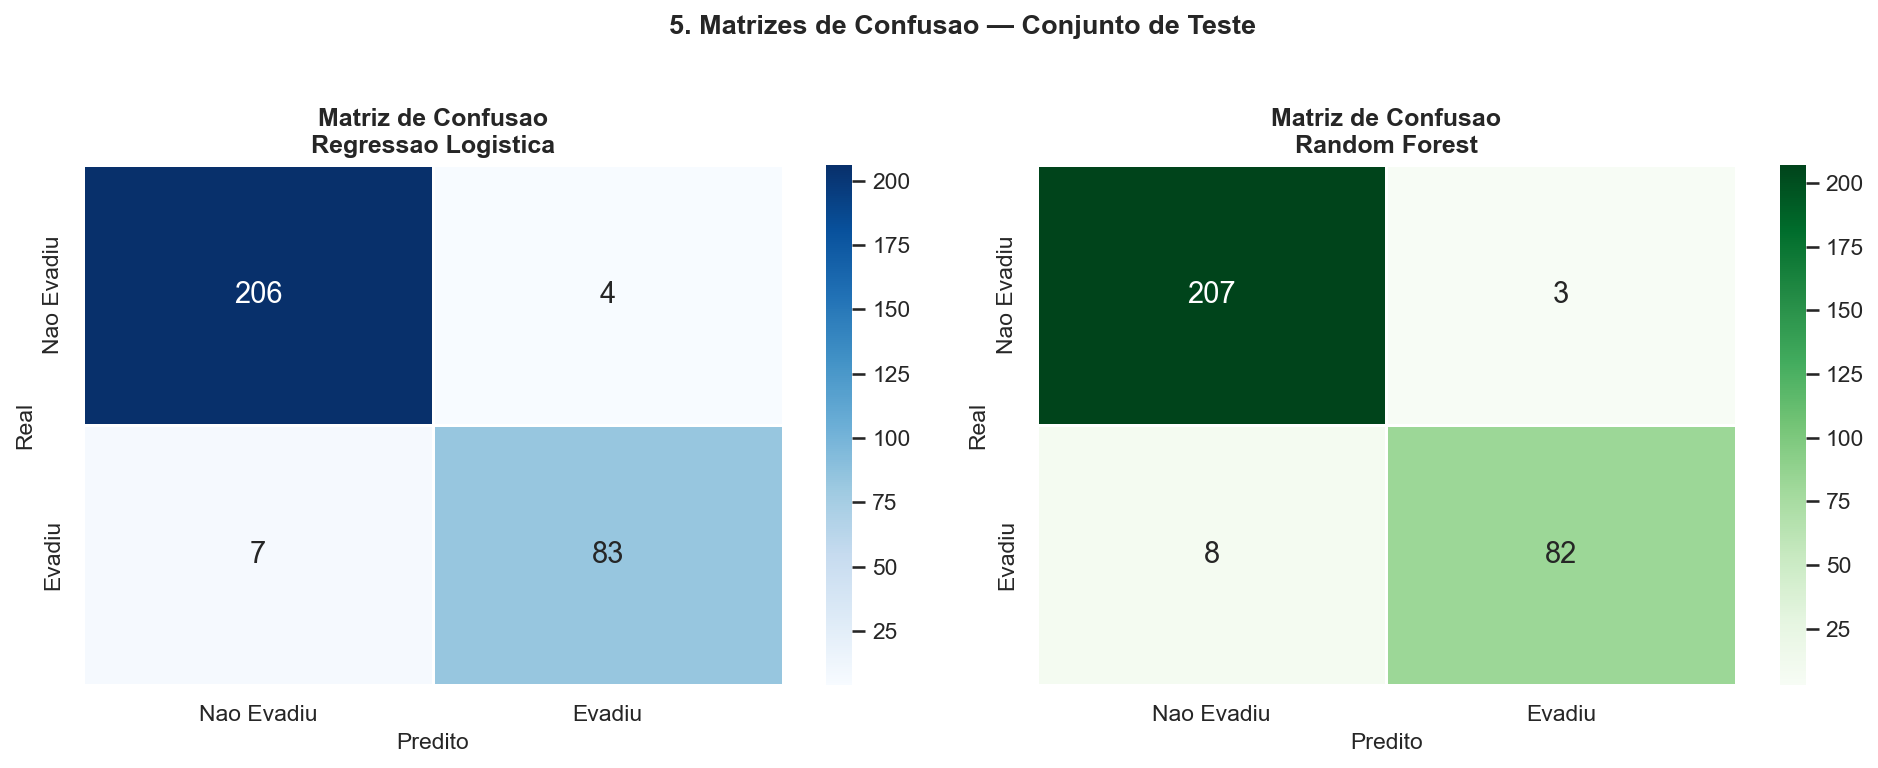 5. Matrizes de Confusao — Conjunto de Teste
Matriz de Confusao
Regressao Logistica
Nao Evadiu
Evadiu
Real
206
4
7
83
Nao Evadiu
Evadiu
Predito
200
175
150
125
100
75
50
25
Matriz de Confusao
Random Forest
Nao Evadiu
Evadiu
Real
207
3
8
82
Nao Evadiu
Evadiu
Predito
200
175
150
125
100
75
50
25